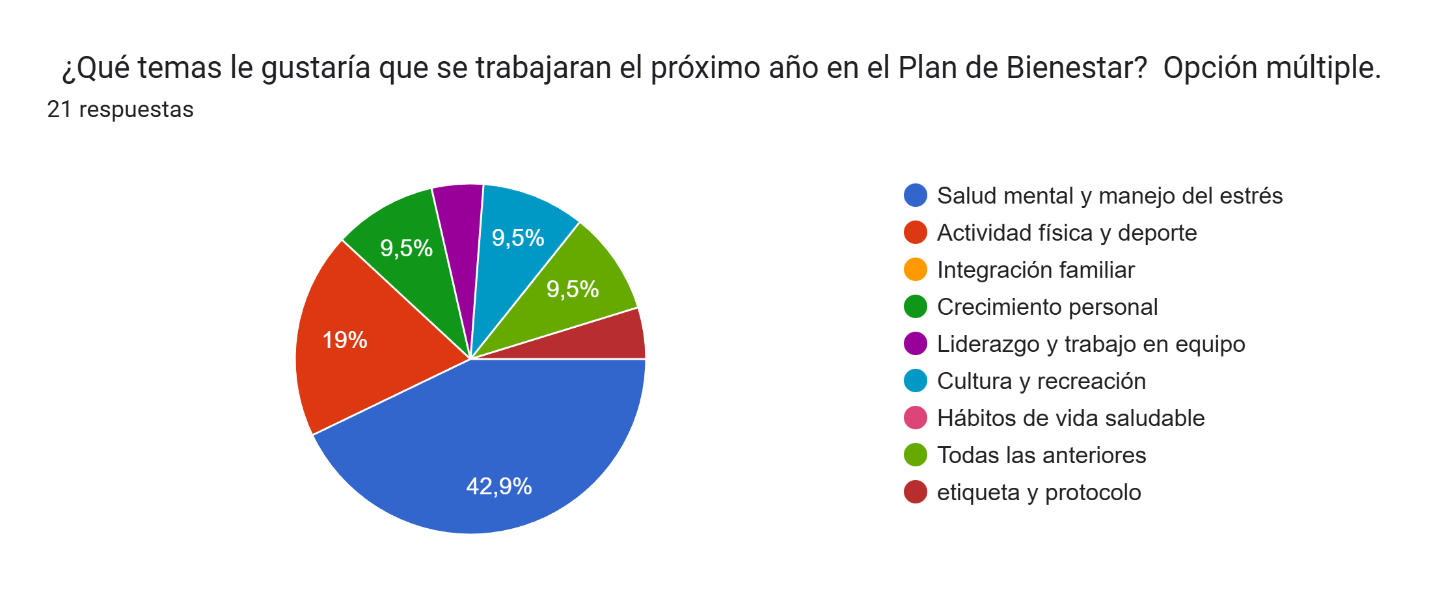 ¿Qué temas le gustaría que se trabajaran el próximo año en el Plan de Bienestar?  Opción múltiple.
21 respuestas
9,5%
9,5%
9,5%
19%
42,9%
Salud mental y manejo del estrés
Actividad física y deporte
Integración familiar
Crecimiento personal
Liderazgo y trabajo en equipo
Cultura y recreación
Hábitos de vida saludable
Todas las anteriores
etiqueta y protocolo